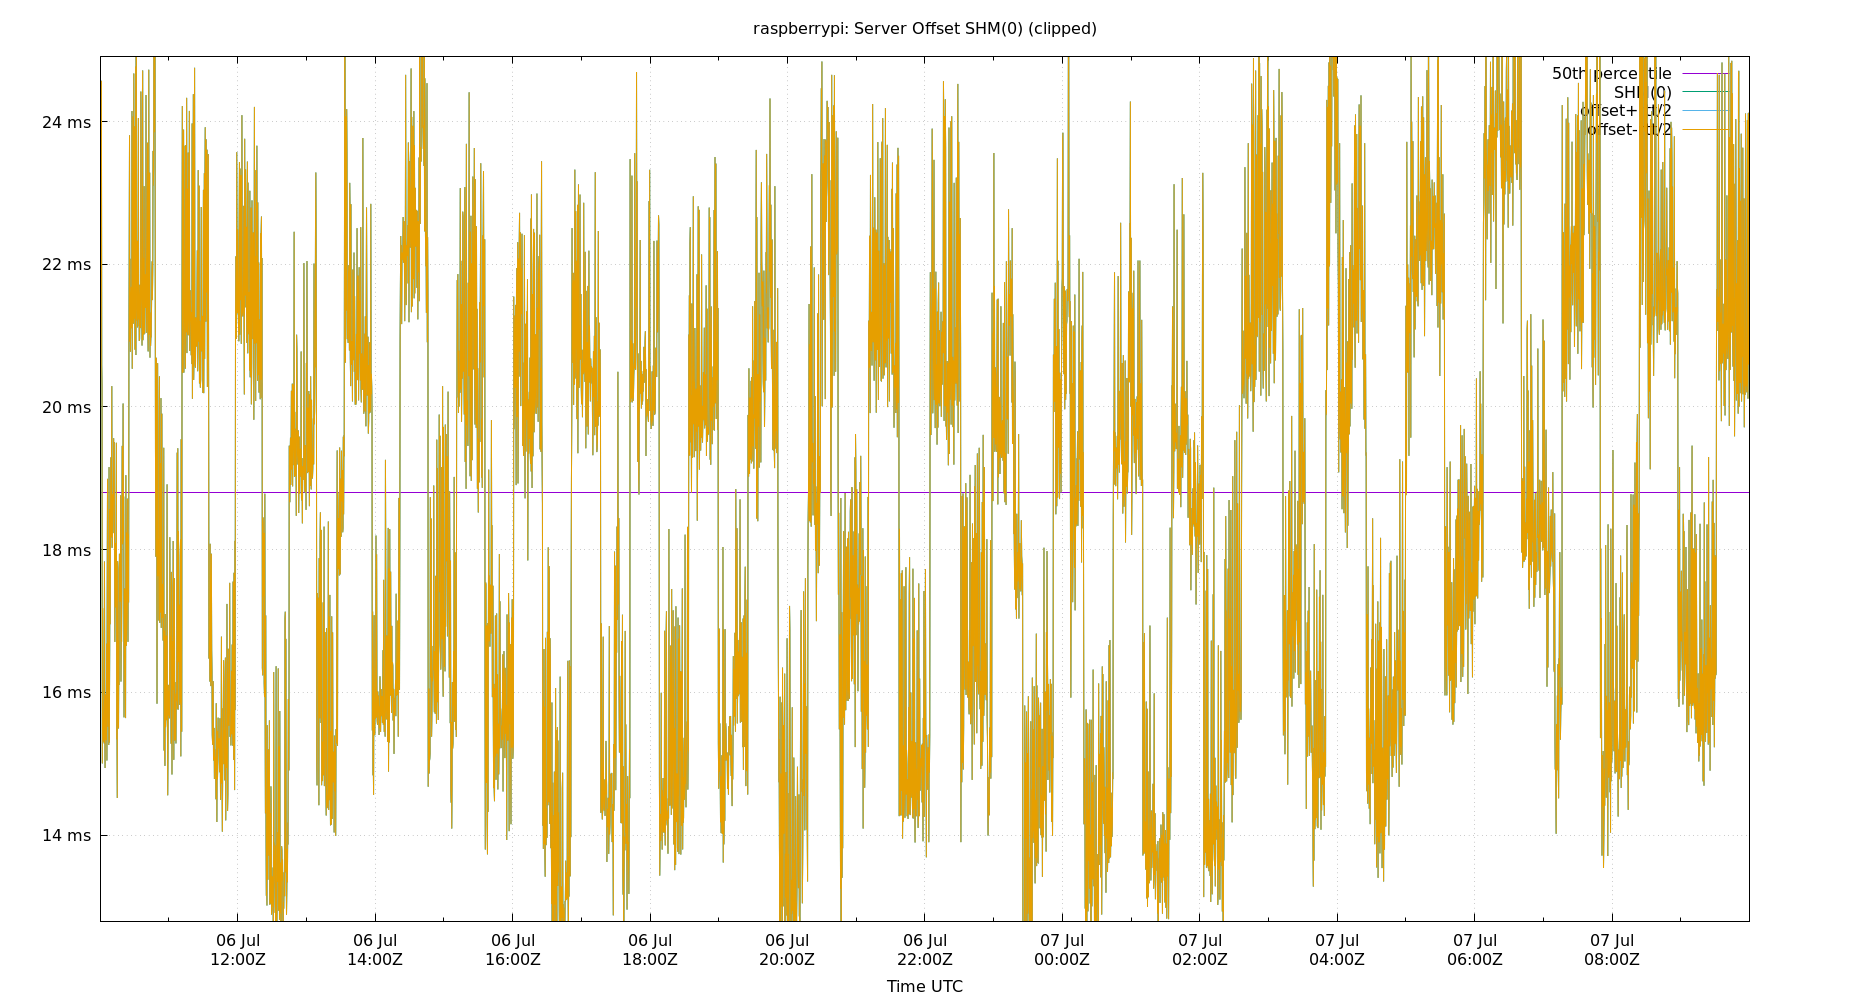 raspberrypi: Server Offset SHM(0) (clipped)
50th percentile
SHM(0)
offset+rtt/2
offset-rtt/2
24 ms
22 ms
20 ms
18 ms
16 ms
14 ms
06 Jul 06 Jul 06 Jul 06 Jul 06 Jul 06 Jul 07 Jul 07 Jul 07 Jul 07 Jul 07 Jul
12:00Z 14:00Z 16:00Z 18:00Z 20:00Z 22:00Z 00:00Z 02:00Z 04:00Z 06:00Z 08:00Z
Time UTC